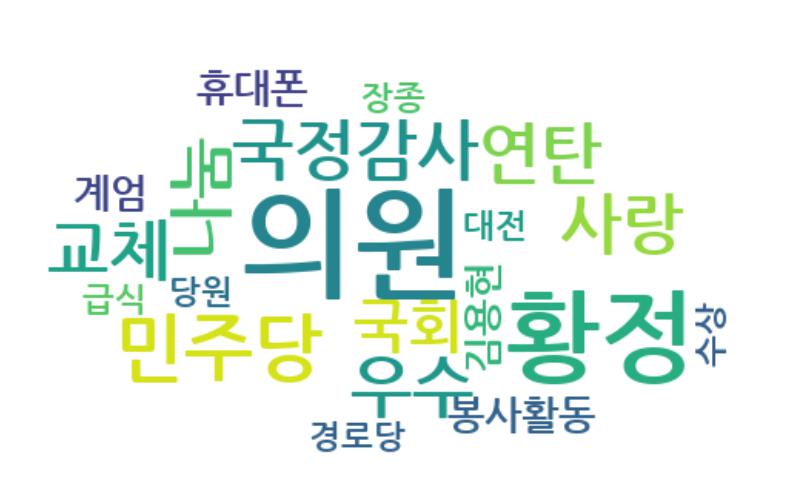 휴대폰
장종
국정감사
연탄
나눔
계엄
의원
대전
사랑
교체
당원
급식
김용현
민주당
국회
황정
수상
우수
봉사활동
경로당